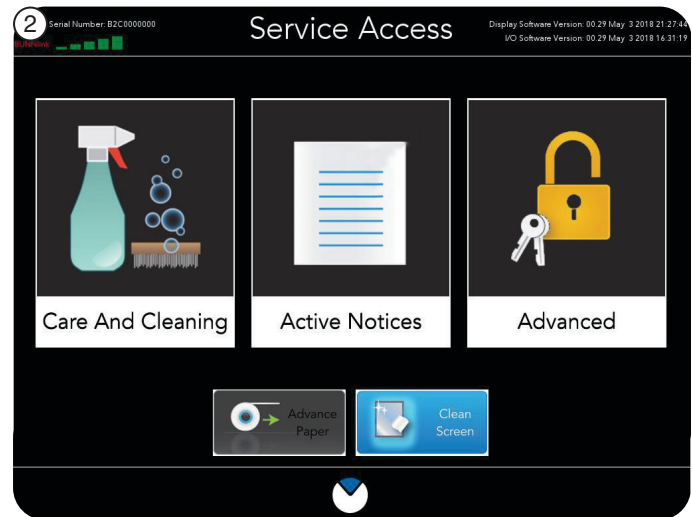 2
Serial Number: B2C0000000
BUNNlink
Service Access
Display Software Version: 00.29 May 3 2018 21:27:44
I/O Software Version: 00.29 May 3 2018 16:31:19
Care And Cleaning
Active Notices
Advanced
Advance
Paper
Clean
Screen